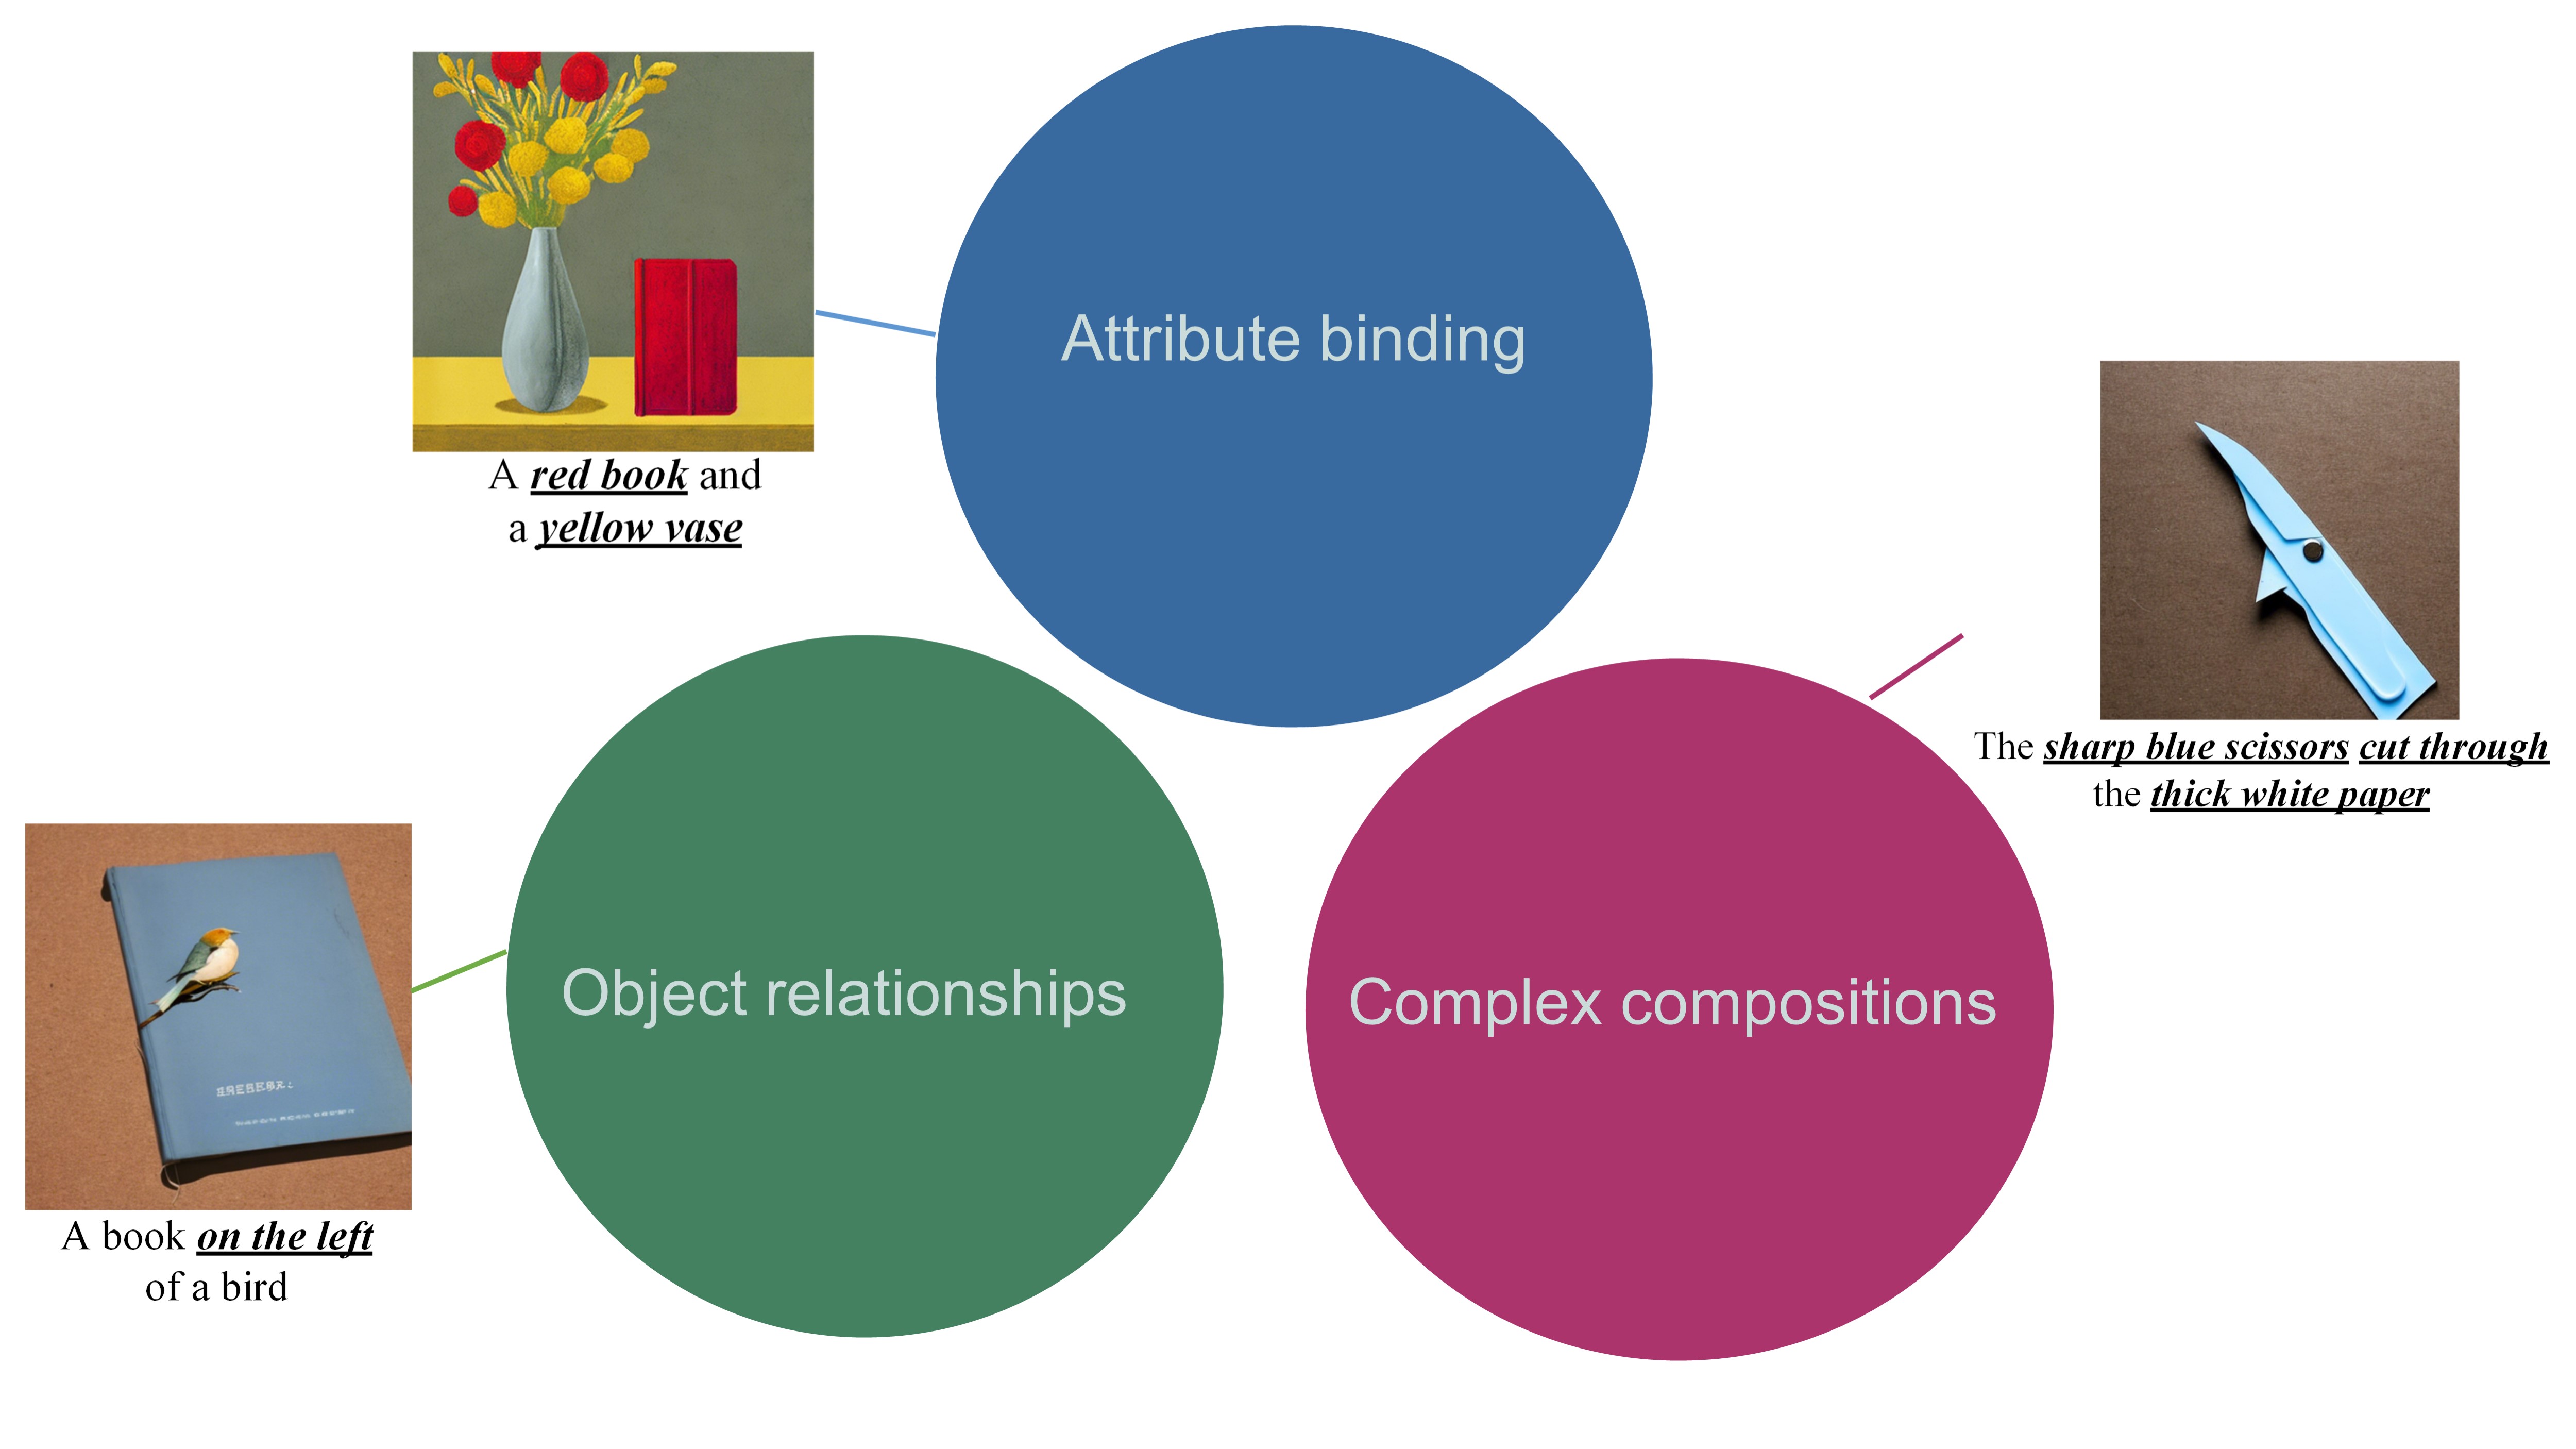 Attribute binding
A red book and
a yellow vase
The sharp blue scissors cut through
the thick white paper
Object relationships
Complex compositions
A book on the left
of a bird